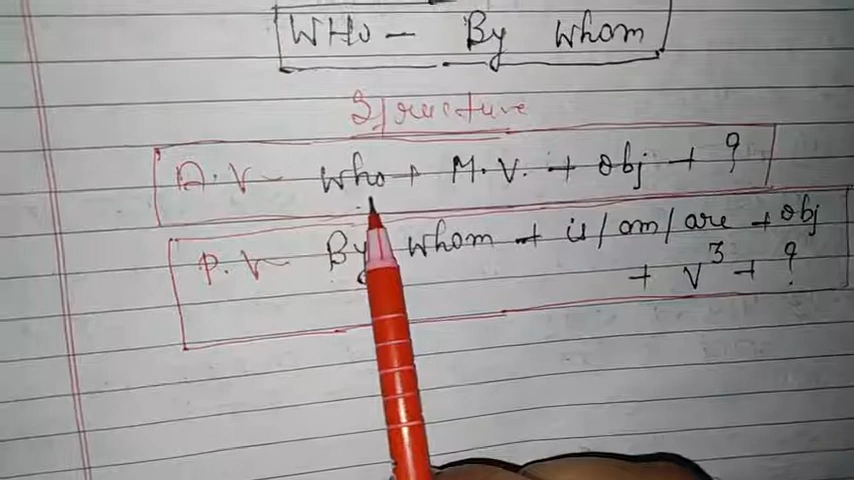 WHO - By whom
Structure
A.V - who + M.V. + obj + ?
P.V - By whom + is/am/are + obj
+ V3 + ?